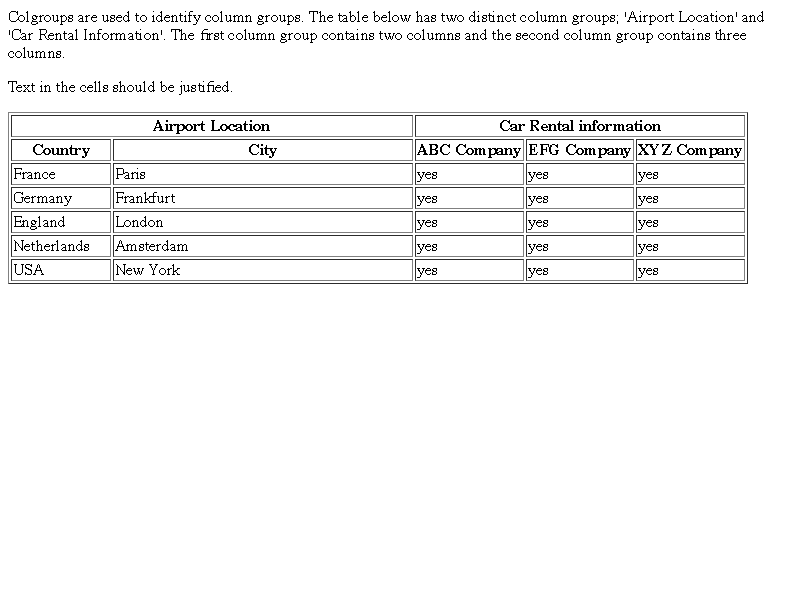 Colgroups are used to identify column groups. The table below has two distinct column groups; 'Airport Location' and
'Car Rental Information'. The first column group contains two columns and the second column group contains three
columns.
Text in the cells should be justified.
Airport Location Car Rental information
Country City ABC Company EFG Company XYZ Company
France Paris yes yes yes
Germany Frankfurt yes yes yes
England London yes yes yes
Netherlands Amsterdam yes yes yes
USA New York yes yes yes